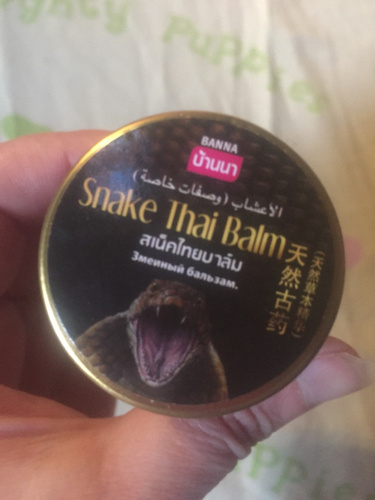 PUPPIES
BANNA
บ้านนา
الأعشاب (وصفات خاصة)
Snake Thai Balm
สเน็คไทยบาล์ม
Змеиный бальзам.
天然古药
(天然草本精华)